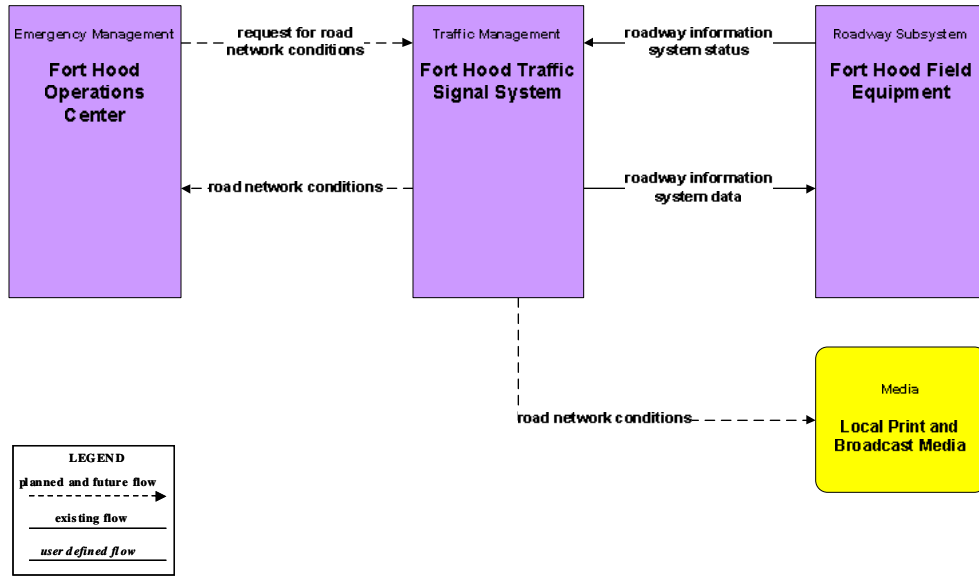 Emergency Management
Fort Hood
Operations
Center
request for road
network conditions
Traffic Management
Fort Hood Traffic
Signal System
roadway information
system status
Roadway Subsystem
Fort Hood Field
Equipment
road network conditions
roadway information
system data
road network conditions
Media
Local Print and
Broadcast Media
LEGEND
planned and future flow
existing flow
user defined flow